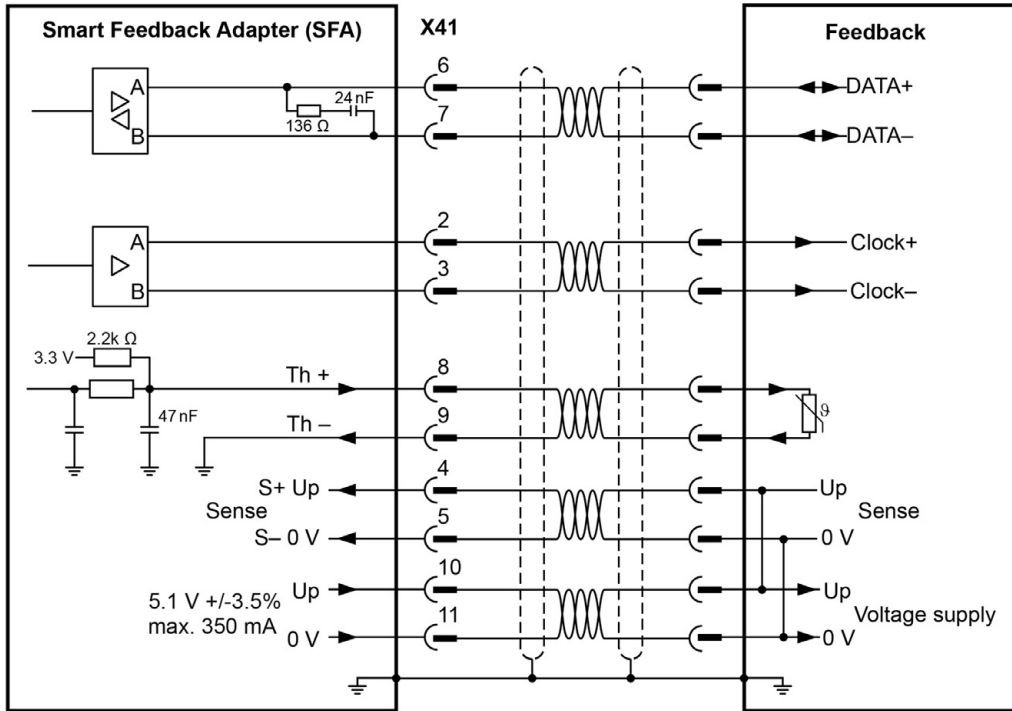 Smart Feedback Adapter (SFA) X41 Feedback
A 6 DATA+
24 nF
136 Ω
B 7 DATA–
A 2 Clock+
B 3 Clock–
2.2k Ω
3.3 V
Th + 8
ϑ
47 nF
Th – 9
S+ Up 4 Up
Sense Sense
S– 0 V 5 0 V
Up 10 Up
5.1 V +/-3.5%
max. 350 mA
Voltage supply
0 V 11 0 V